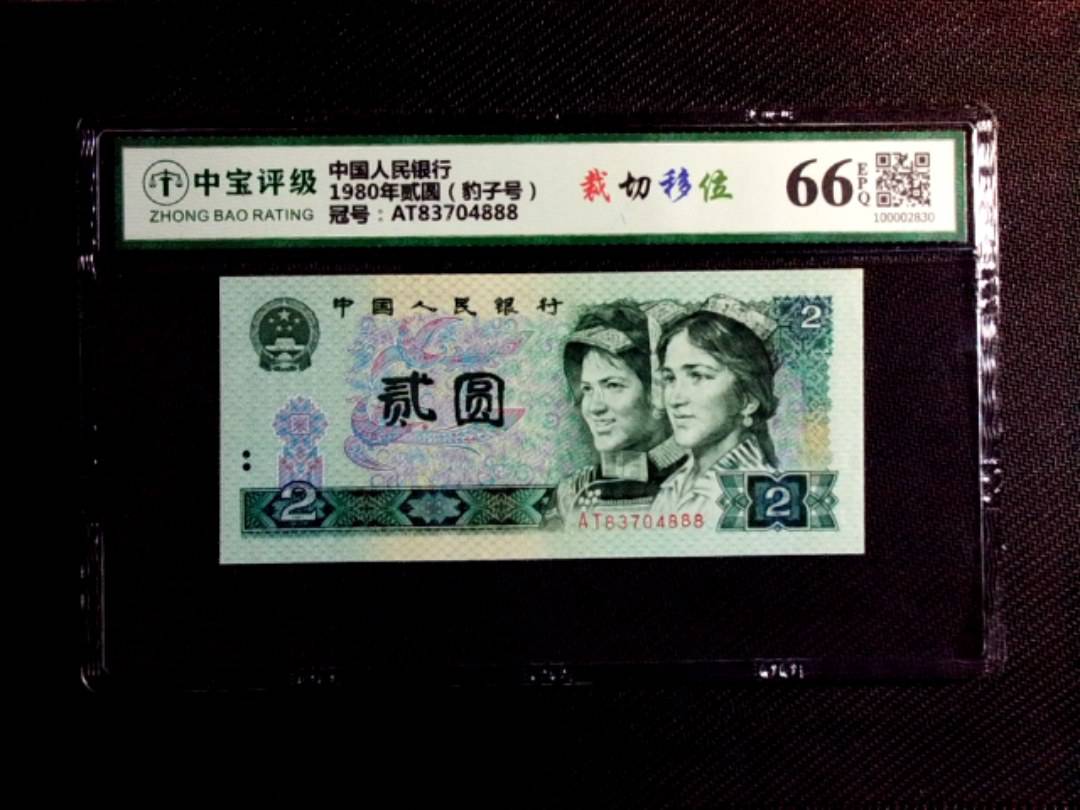 中宝评级
ZHONG BAO RATING
中国人民银行
1980年贰圆（豹子号）
冠号：AT83704888
裁切移位
66
EPQ
100002830
中国人民银行
2
贰圆
2
AT83704888
2